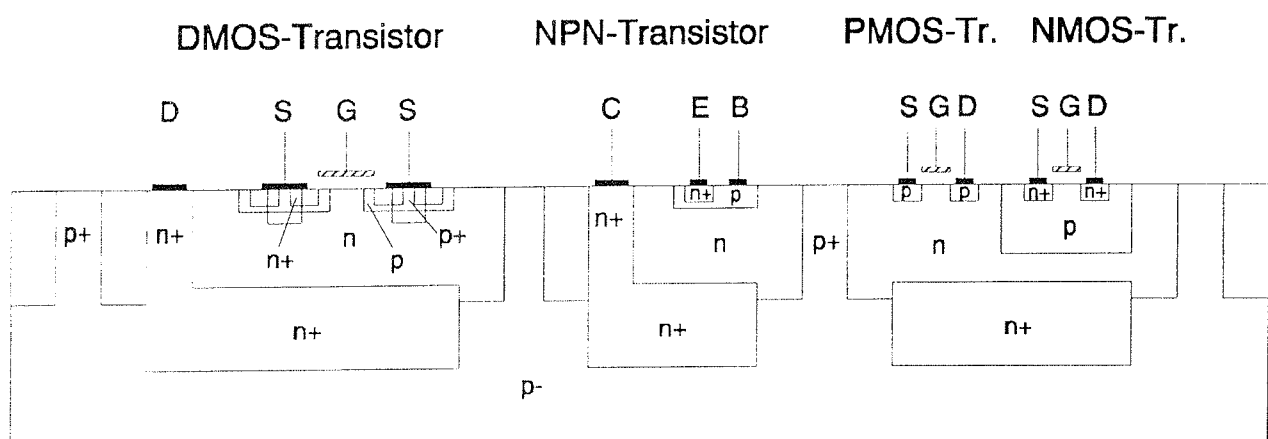 DMOS-Transistor NPN-Transistor PMOS-Tr. NMOS-Tr.
D S G S C E B S G D S G D
n+ p p p n+ n+
p+ n+ n p+ n+ n p+ n p
n+ p
n+ n+ n+
p-